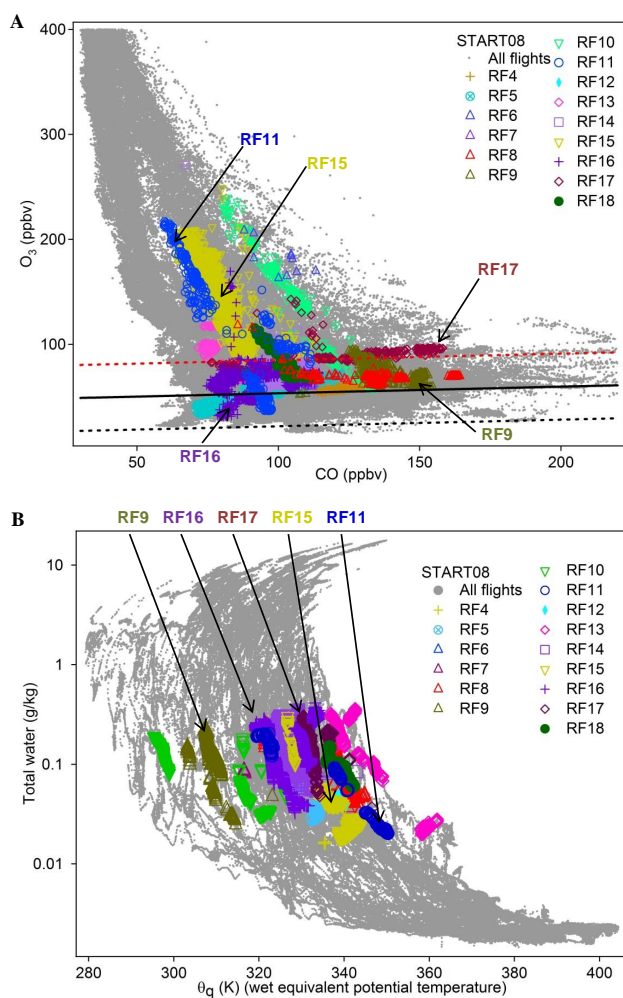 A
400
300
200
100
O3 (ppbv)
START08
All flights
RF4
RF5
RF6
RF7
RF8
RF9
RF10
RF11
RF12
RF13
RF14
RF15
RF16
RF17
RF18
RF11
RF15
RF17
RF16
RF9
50
100
150
200
CO (ppbv)
B
RF9 RF16 RF17 RF15 RF11
10
1
0.1
0.01
Total water (g/kg)
START08
All flights
RF4
RF5
RF6
RF7
RF8
RF9
RF10
RF11
RF12
RF13
RF14
RF15
RF16
RF17
RF18
280 300 320 340 360 380 400
θq (K) (wet equivalent potential temperature)